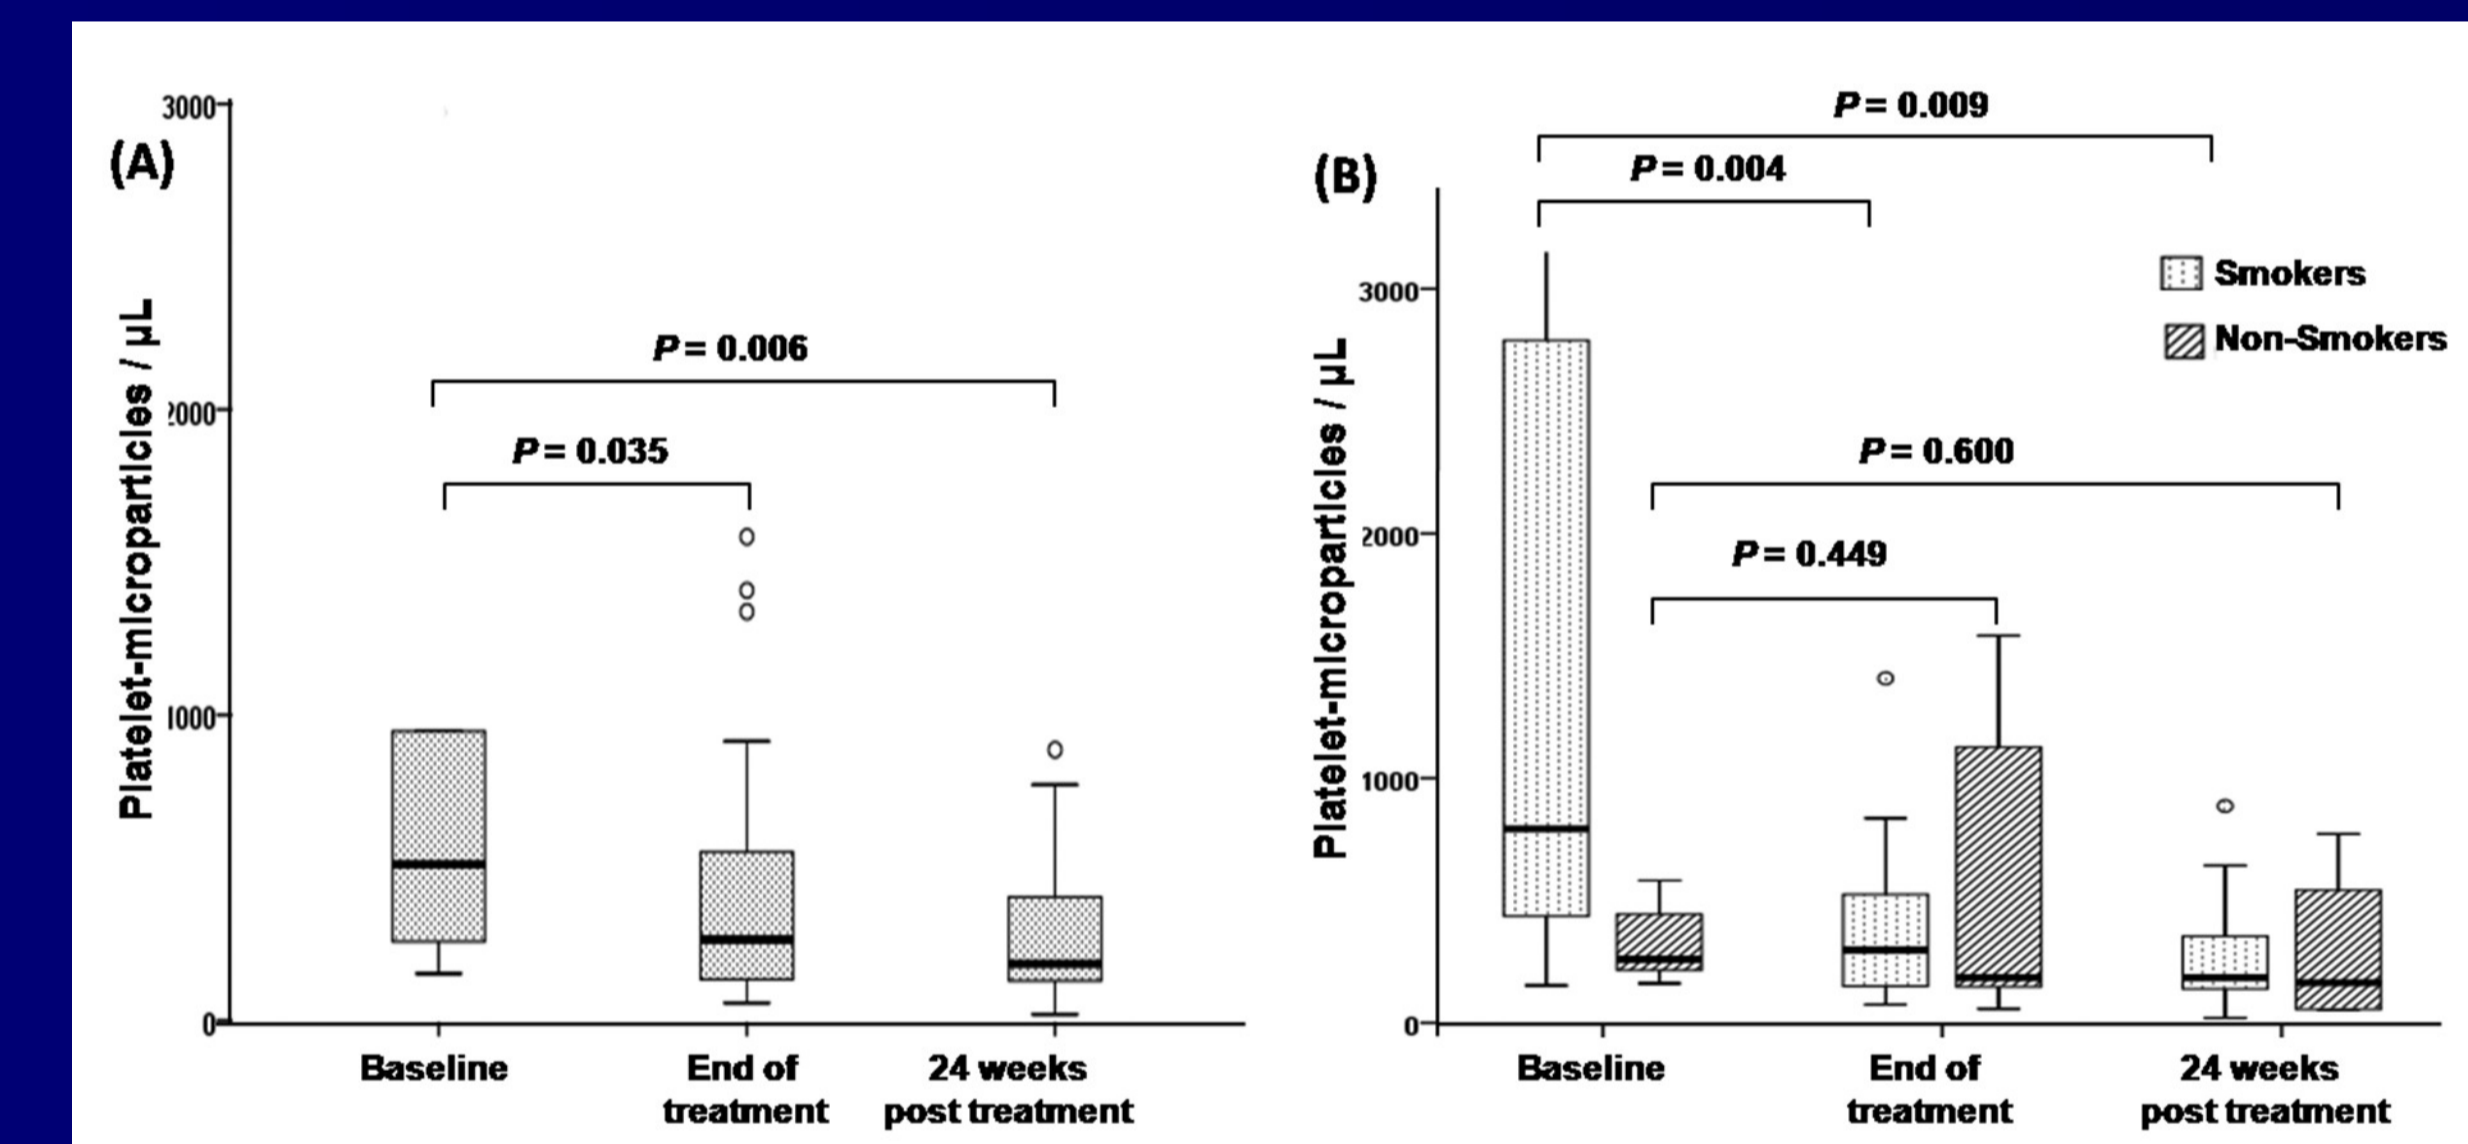 (A)
Platelet-microparticles / µL
3000
2000
1000
0
P = 0.006
P = 0.035
Baseline
End of
treatment
24 weeks
post treatment
(B)
Platelet-microparticles / µL
3000
2000
1000
0
P = 0.009
P = 0.004
Smokers
Non-Smokers
P = 0.600
P = 0.449
Baseline
End of
treatment
24 weeks
post treatment